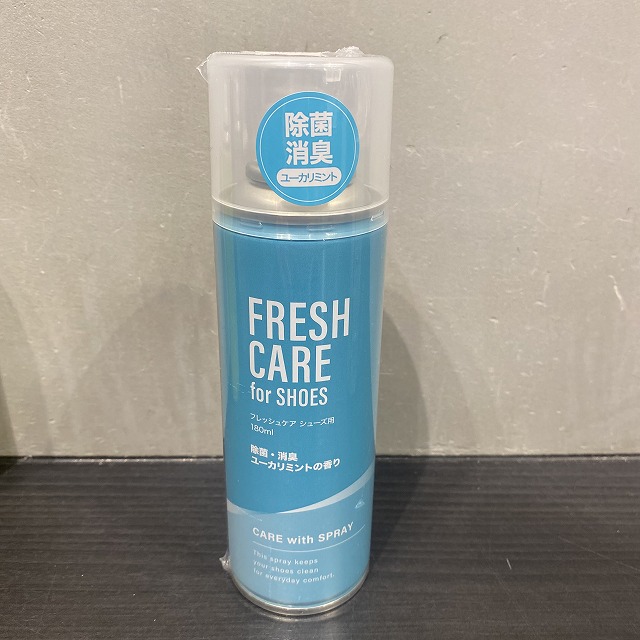 除菌
消臭
ユーカリミント
FRESH
CARE
for SHOES
フレッシュケア シューズ用
180ml
除菌・消臭
ユーカリミントの香り
CARE with SPRAY
This spray keeps
your shoes clean
for everyday comfort.